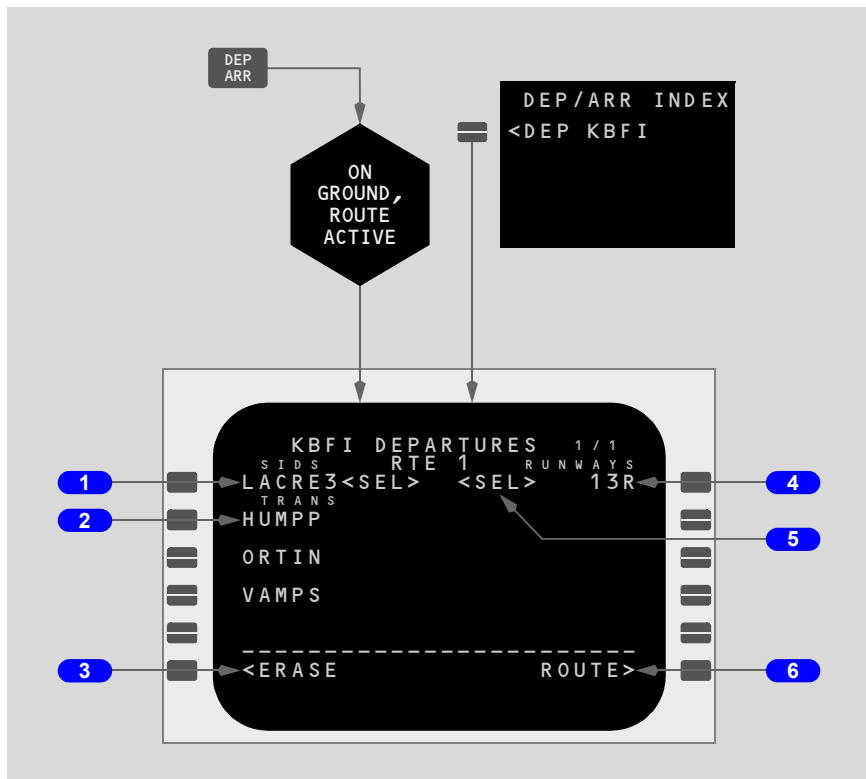 DEP
ARR
DEP/ARR INDEX
<DEP KBFI
ON
GROUND,
ROUTE
ACTIVE
KBFI DEPARTURES 1/1
SIDS RTE 1 RUNWAYS
1 LACRE3<SEL> <SEL> 13R 4
TRANS
2 HUMPP
5
ORTIN
VAMPS
------------------------
3 <ERASE ROUTE> 6